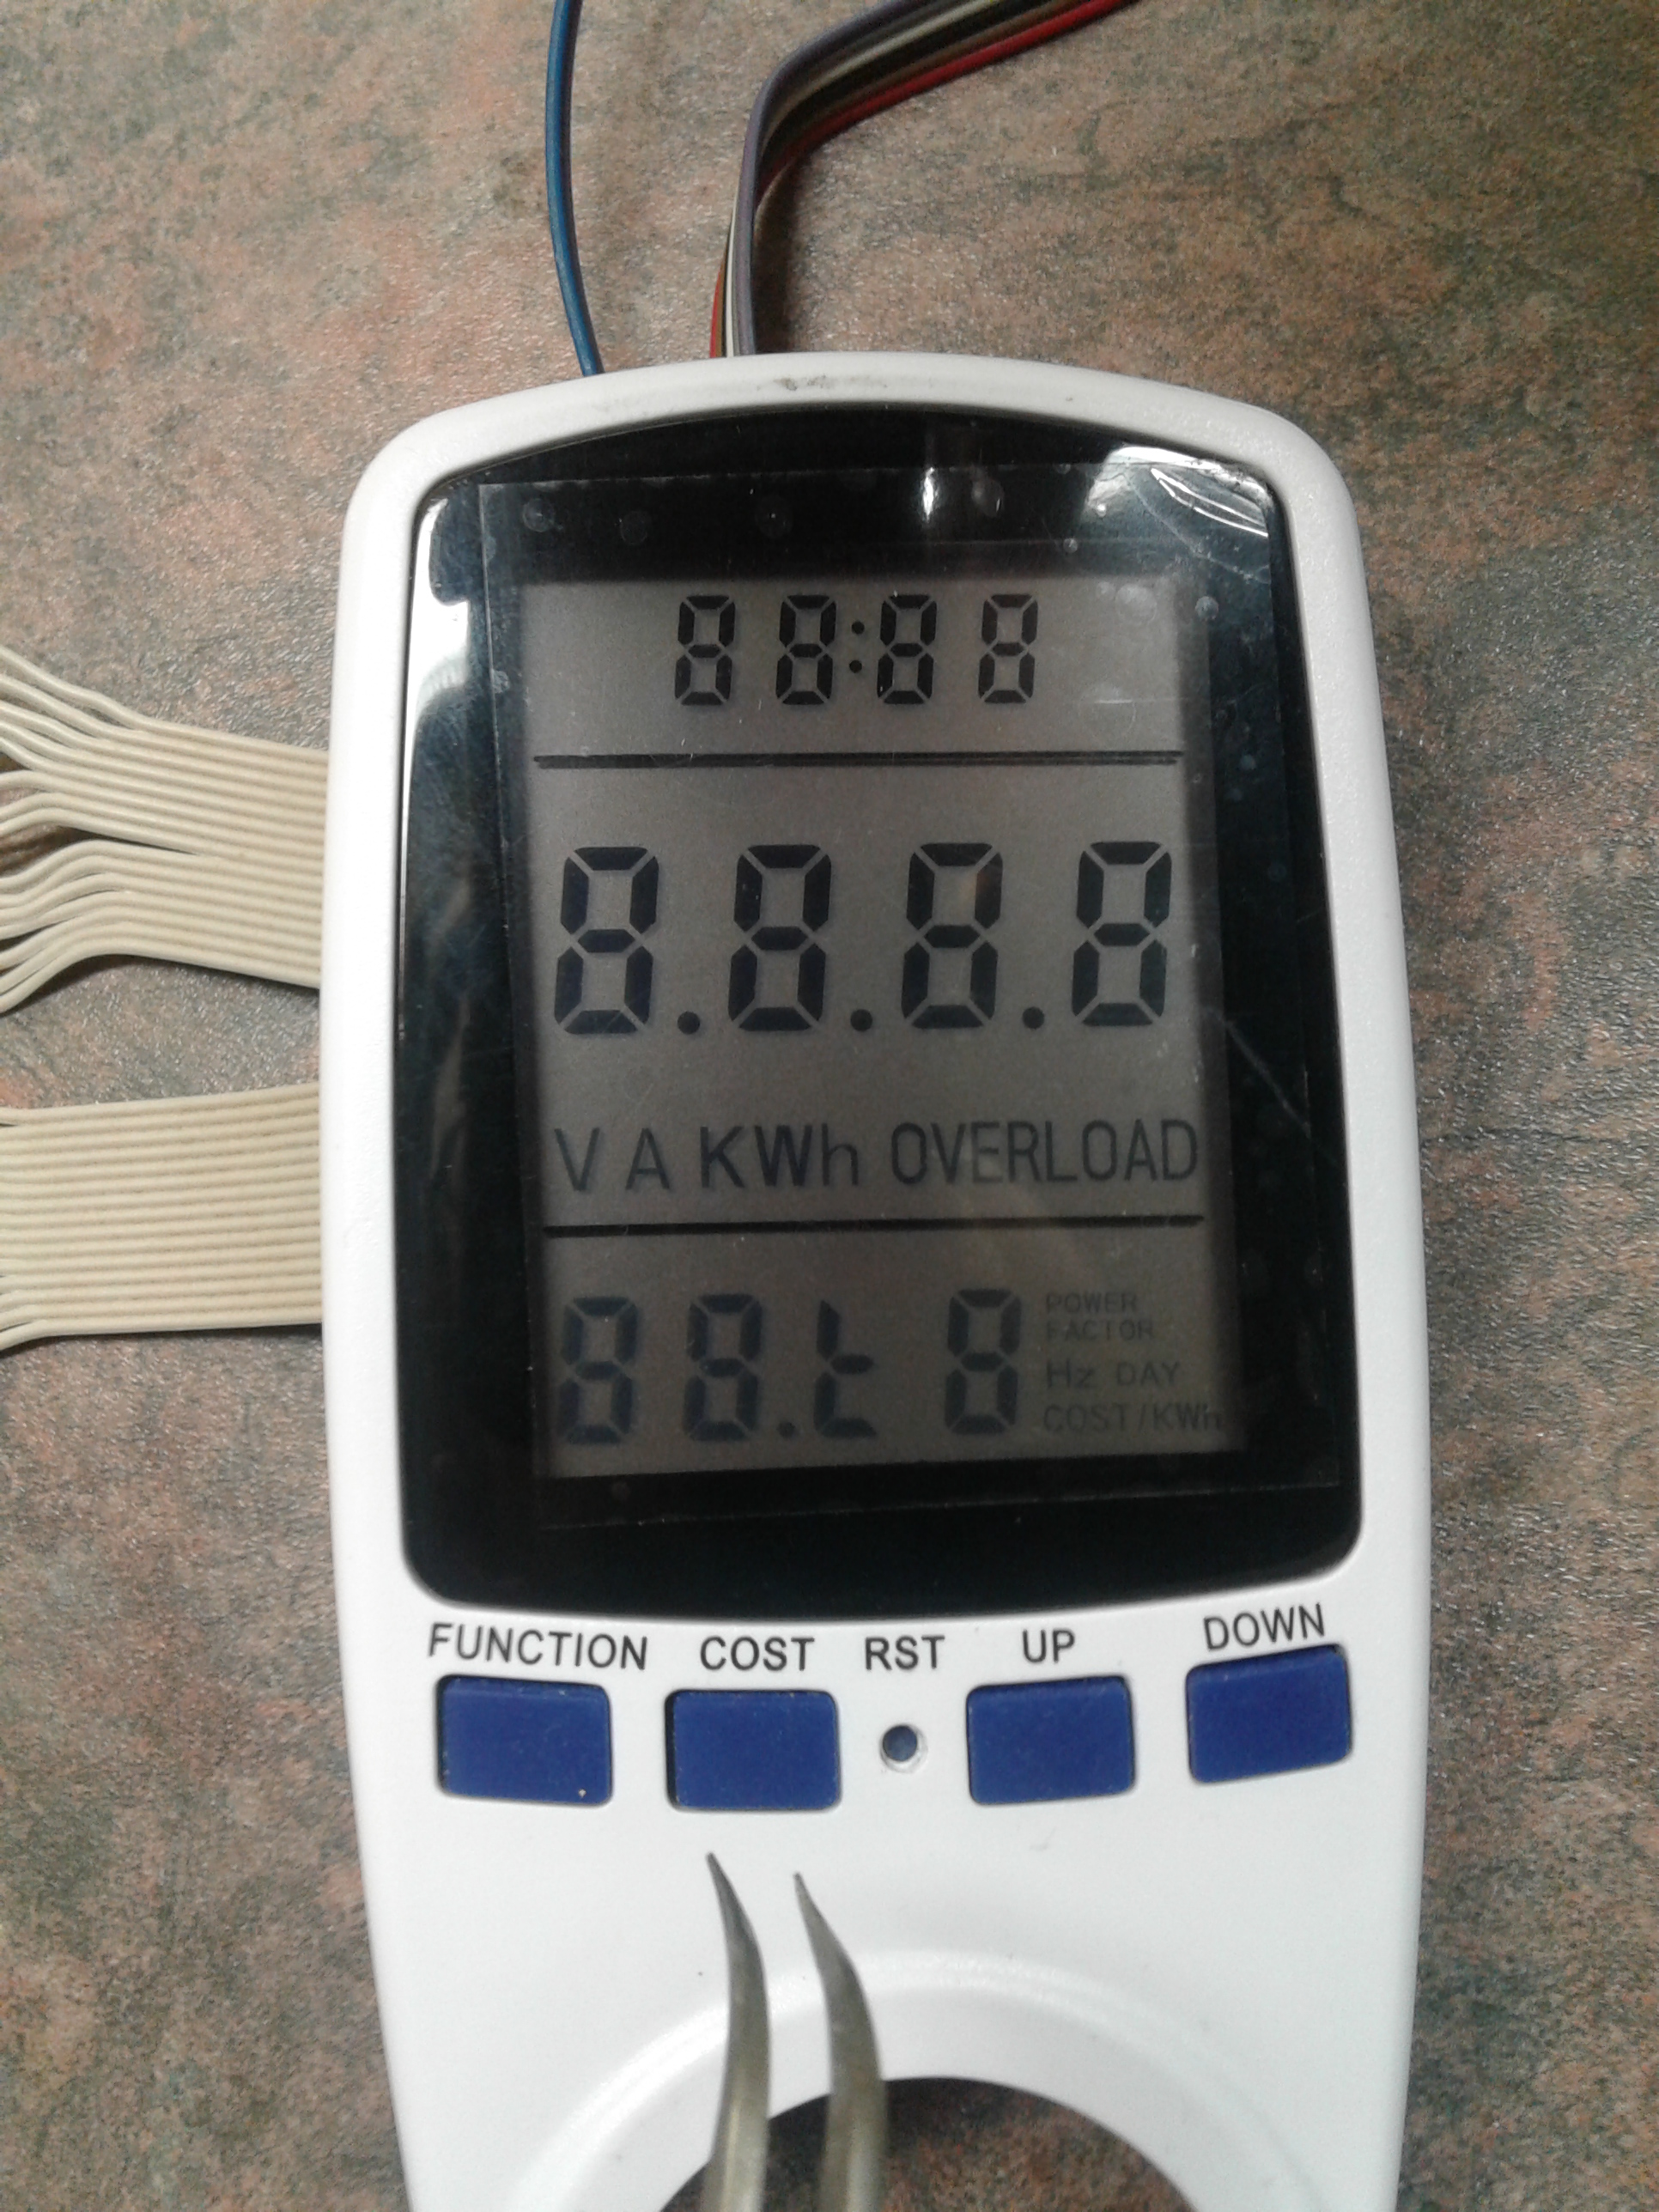 88:88
8.8.8.8
V A KWh OVERLOAD
88.t 8
POWER
FACTOR
Hz DAY
COST/KWh
FUNCTION COST RST UP DOWN